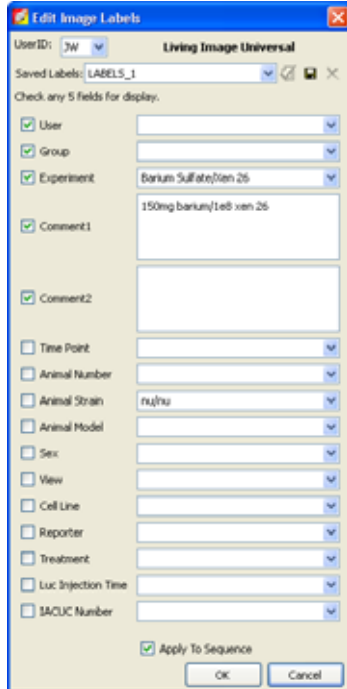 Edit Image Labels
UserID: JW Living Image Universal
Saved Labels: LABELS_1
Check any 5 fields for display.
User
Group
Experiment Barium Sulfate/Xen 26
Comment1 150mg barium/1e8 xen 26
Comment2
Time Point
Animal Number
Animal Strain nu/nu
Animal Model
Sex
View
Cell Line
Reporter
Treatment
Luc Injection Time
IACUC Number
Apply To Sequence
OK Cancel